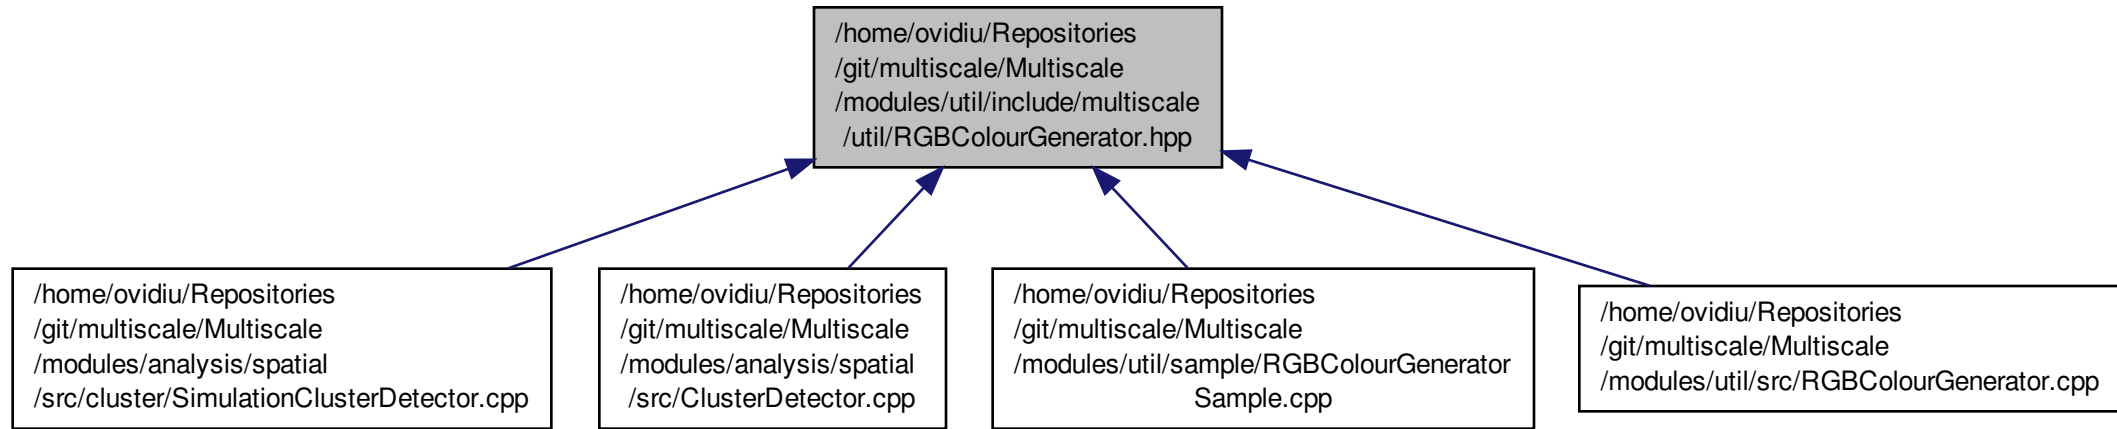 /home/ovidiu/Repositories
/git/multiscale/Multiscale
/modules/util/include/multiscale
/util/RGBColourGenerator.hpp
/home/ovidiu/Repositories
/git/multiscale/Multiscale
/modules/analysis/spatial
/src/cluster/SimulationClusterDetector.cpp
/home/ovidiu/Repositories
/git/multiscale/Multiscale
/modules/analysis/spatial
/src/ClusterDetector.cpp
/home/ovidiu/Repositories
/git/multiscale/Multiscale
/modules/util/sample/RGBColourGenerator
Sample.cpp
/home/ovidiu/Repositories
/git/multiscale/Multiscale
/modules/util/src/RGBColourGenerator.cpp